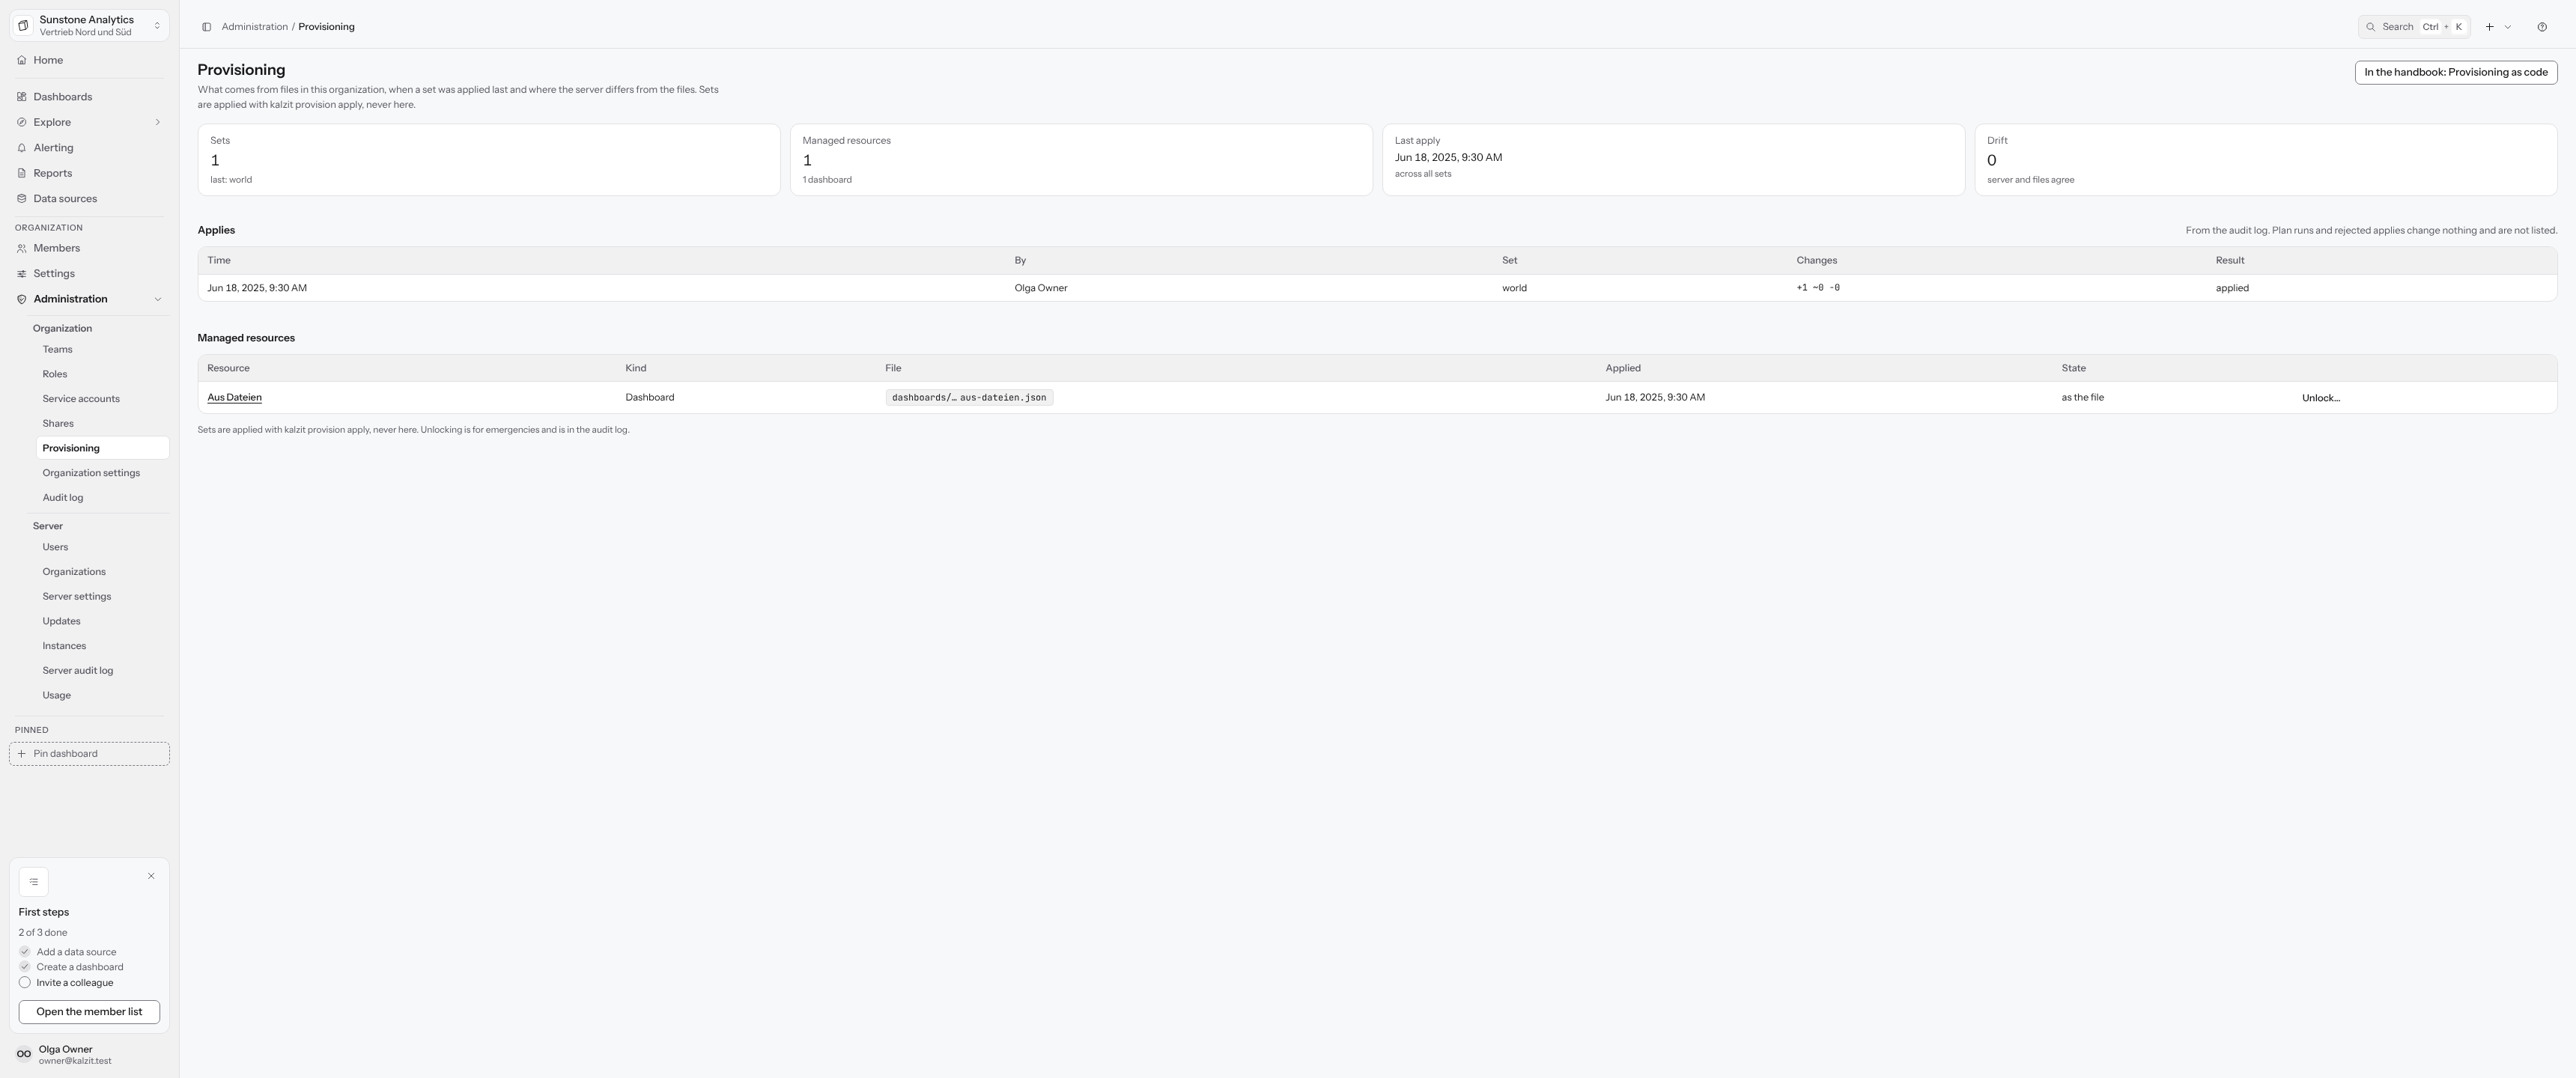 Sunstone Analytics
Vertrieb Nord und Süd
Home
Dashboards
Explore
Alerting
Reports
Data sources
ORGANIZATION
Members
Settings
Administration
Organization
Teams
Roles
Service accounts
Shares
Provisioning
Organization settings
Audit log
Server
Users
Organizations
Server settings
Updates
Instances
Server audit log
Usage
PINNED
Pin dashboard
First steps
2 of 3 done
Add a data source
Create a dashboard
Invite a colleague
Open the member list
OO Olga Owner
owner@kalzit.test
Administration / Provisioning
Search Ctrl + K
Provisioning
In the handbook: Provisioning as code
What comes from files in this organization, when a set was applied last and where the server differs from the files. Sets
are applied with kalzit provision apply, never here.
Sets
1
last: world
Managed resources
1
1 dashboard
Last apply
Jun 18, 2025, 9:30 AM
across all sets
Drift
0
server and files agree
Applies
From the audit log. Plan runs and rejected applies change nothing and are not listed.
Time By Set Changes Result
Jun 18, 2025, 9:30 AM Olga Owner world +1 ~0 -0 applied
Managed resources
Resource Kind File Applied State
Aus Dateien Dashboard dashboards/… aus-dateien.json Jun 18, 2025, 9:30 AM as the file Unlock…
Sets are applied with kalzit provision apply, never here. Unlocking is for emergencies and is in the audit log.